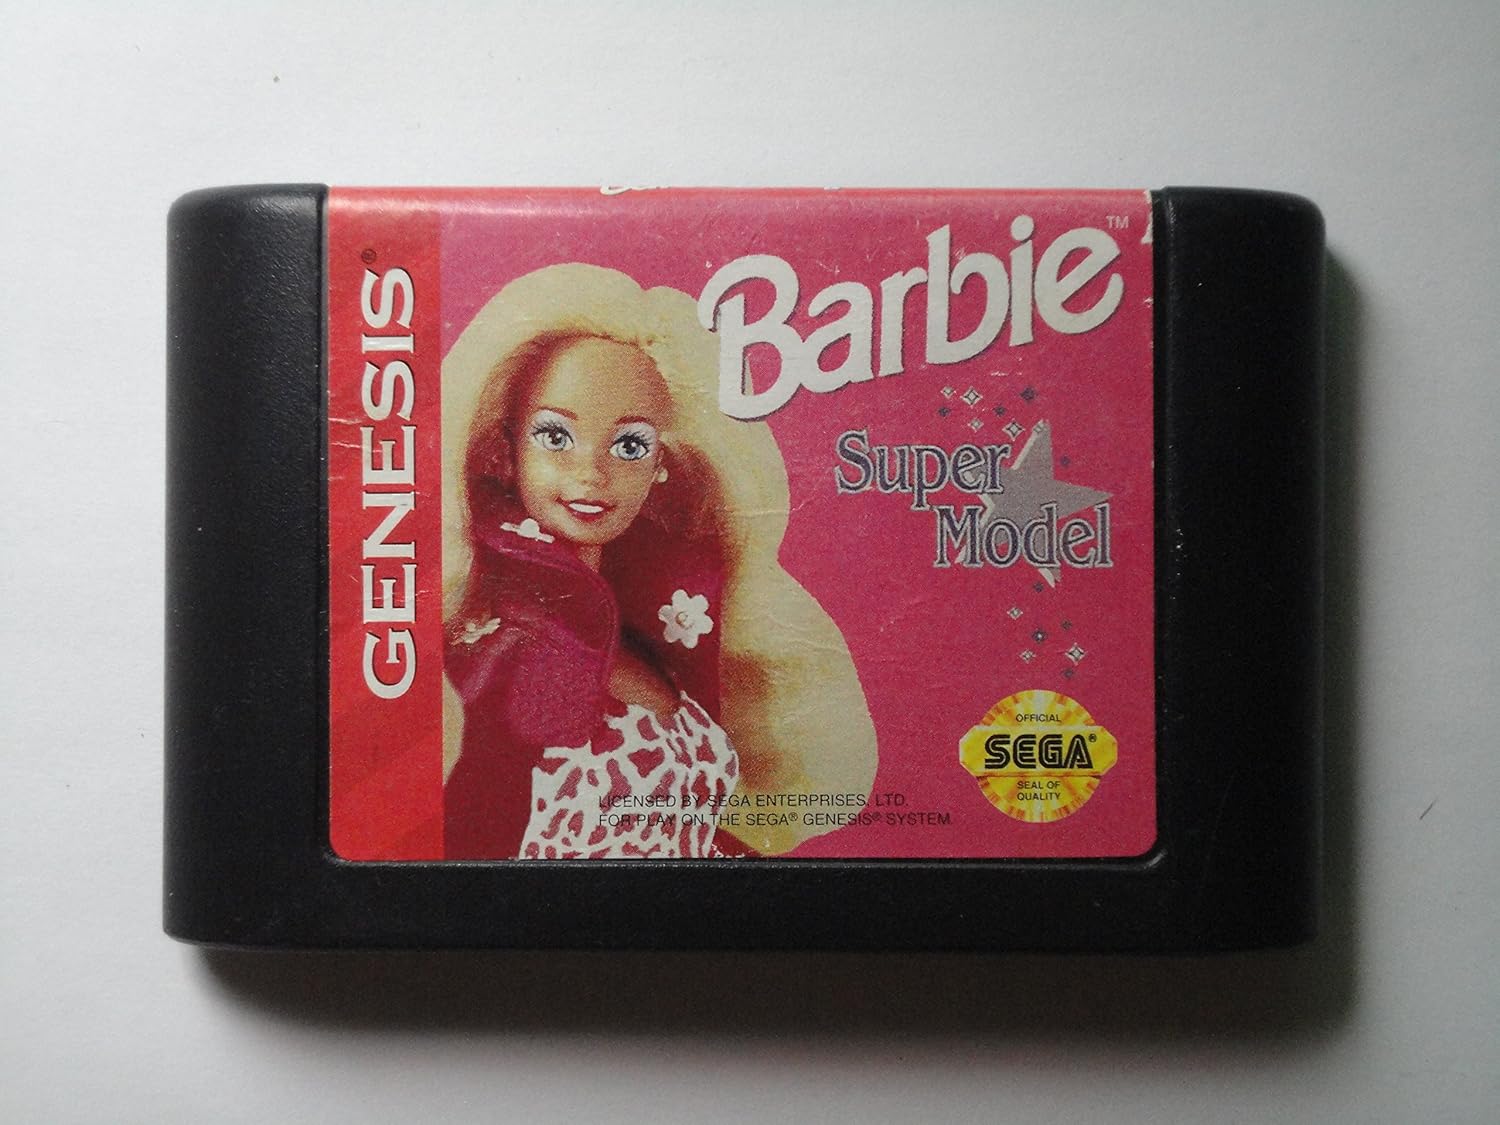 GENESIS®
Barbie™
Super
Model
OFFICIAL
SEGA®
SEAL OF
QUALITY
LICENSED BY SEGA ENTERPRISES, LTD.
FOR PLAY ON THE SEGA® GENESIS® SYSTEM